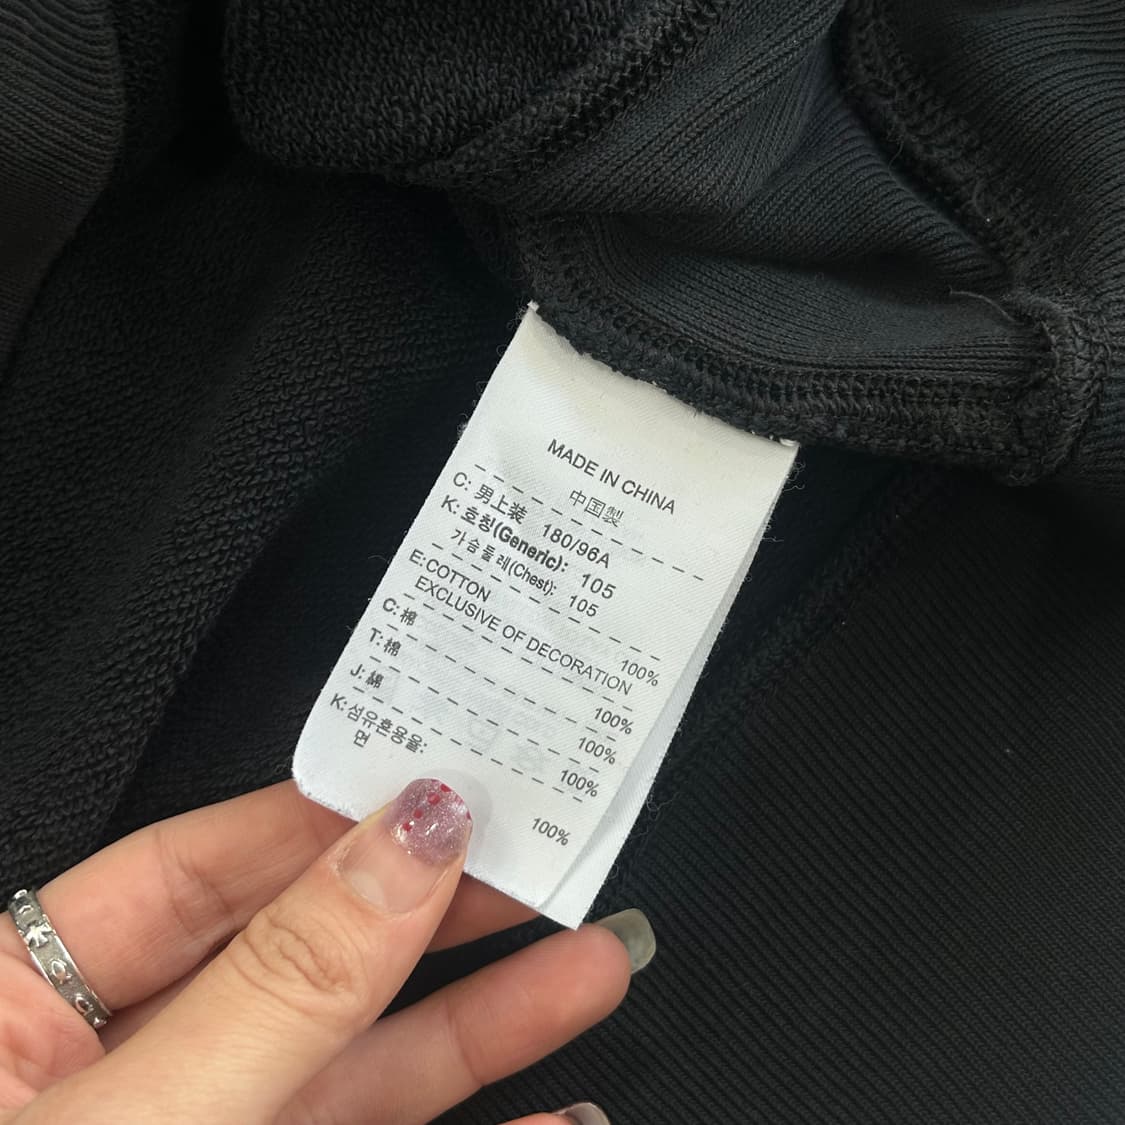 MADE IN CHINA
中国製
C: 男上装 180/96A
K: 호칭(Generic): 105
가슴둘레(Chest): 105
E: COTTON 100%
EXCLUSIVE OF DECORATION
C: 棉 100%
T: 棉 100%
J: 綿 100%
K: 섬유혼용율:
면 100%